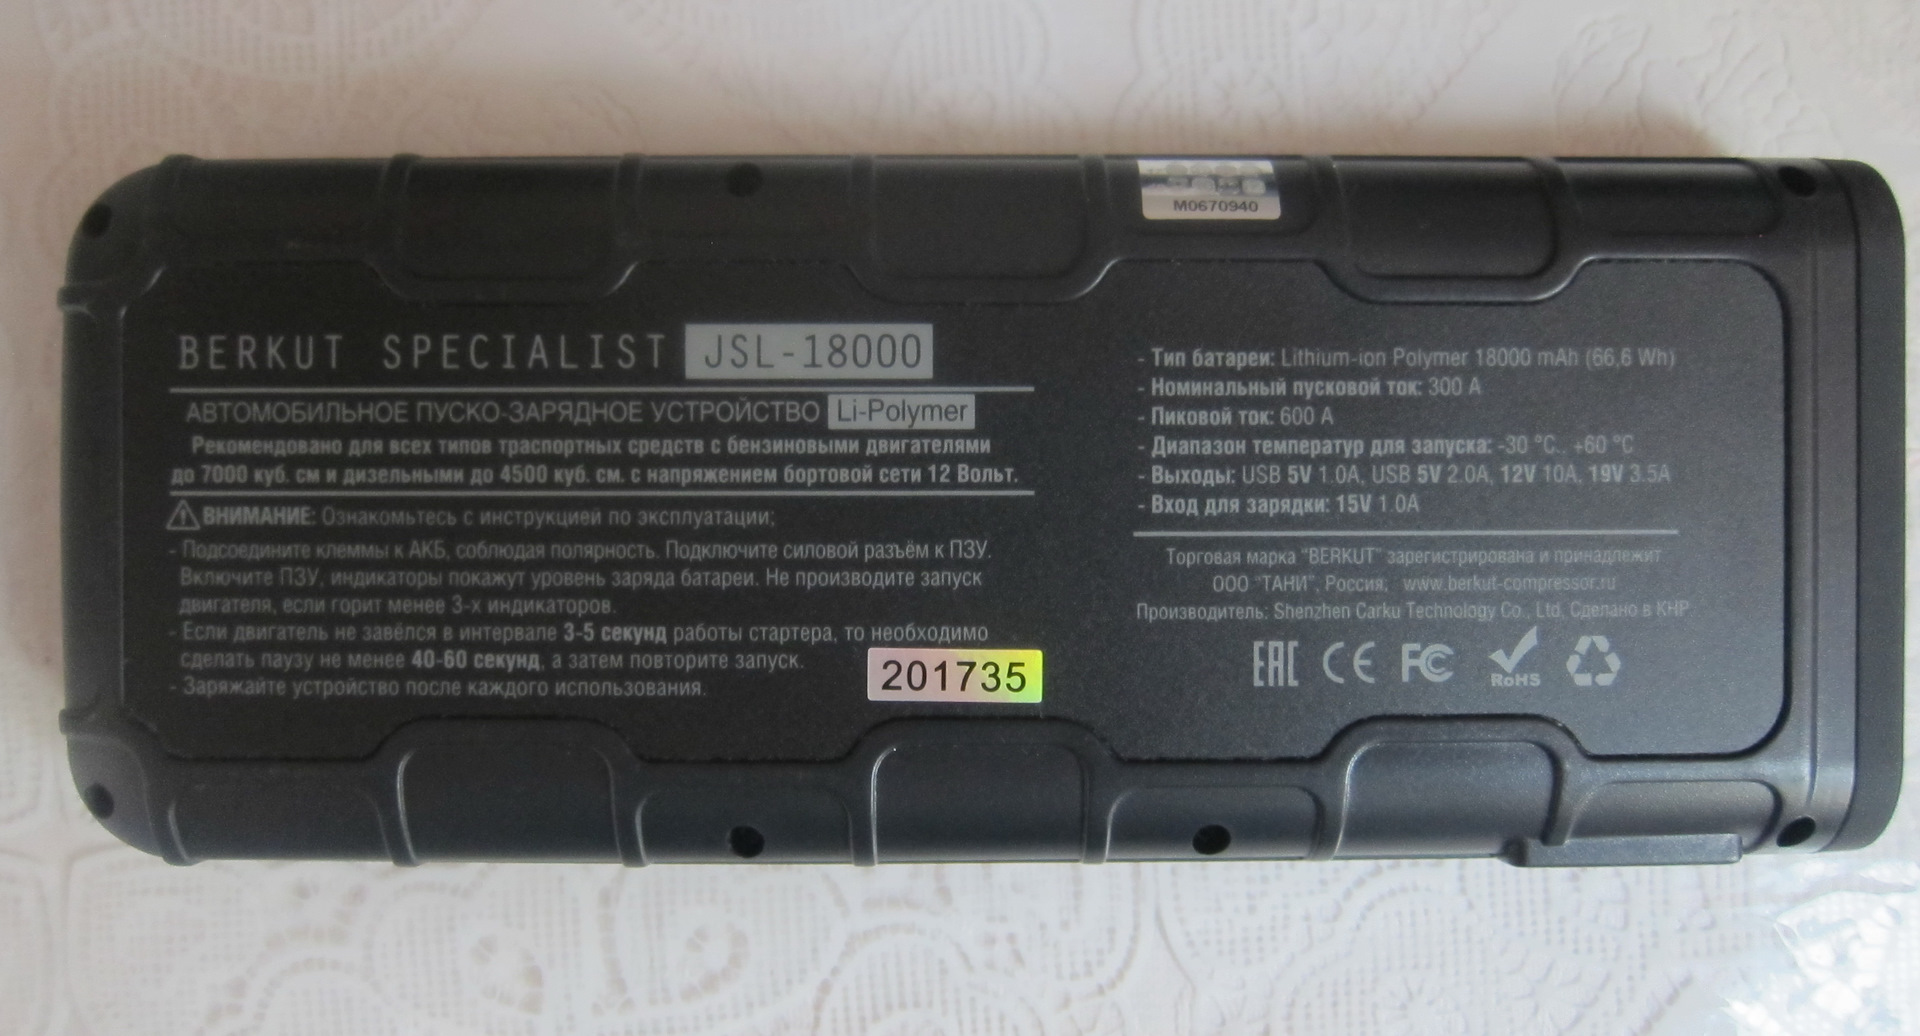 M0670940
BERKUT SPECIALIST JSL-18000
АВТОМОБИЛЬНОЕ ПУСКО-ЗАРЯДНОЕ УСТРОЙСТВО Li-Polymer
Рекомендовано для всех типов траспортных средств с бензиновыми двигателями
до 7000 куб. см и дизельными до 4500 куб. см. с напряжением бортовой сети 12 Вольт.
ВНИМАНИЕ: Ознакомьтесь с инструкцией по эксплуатации;
- Подсоедините клеммы к АКБ, соблюдая полярность. Подключите силовой разъём к ПЗУ.
Включите ПЗУ, индикаторы покажут уровень заряда батареи. Не производите запуск
двигателя, если горит менее 3-х индикаторов.
- Если двигатель не завёлся в интервале 3-5 секунд работы стартера, то необходимо
сделать паузу не менее 40-60 секунд, а затем повторите запуск.
- Заряжайте устройство после каждого использования.
201735
- Тип батареи: Lithium-ion Polymer 18000 mAh (66,6 Wh)
- Номинальный пусковой ток: 300 А
- Пиковой ток: 600 А
- Диапазон температур для запуска: -30 °C.. +60 °C
- Выходы: USB 5V 1.0A, USB 5V 2.0A, 12V 10A, 19V 3.5A
- Вход для зарядки: 15V 1.0A
Торговая марка "BERKUT" зарегистрирована и принадлежит
ООО "ТАНИ", Россия, www.berkut-compressor.ru
Производитель: Shenzhen Carku Technology Co., Ltd. Сделано в КНР
EAC CE FC RoHS